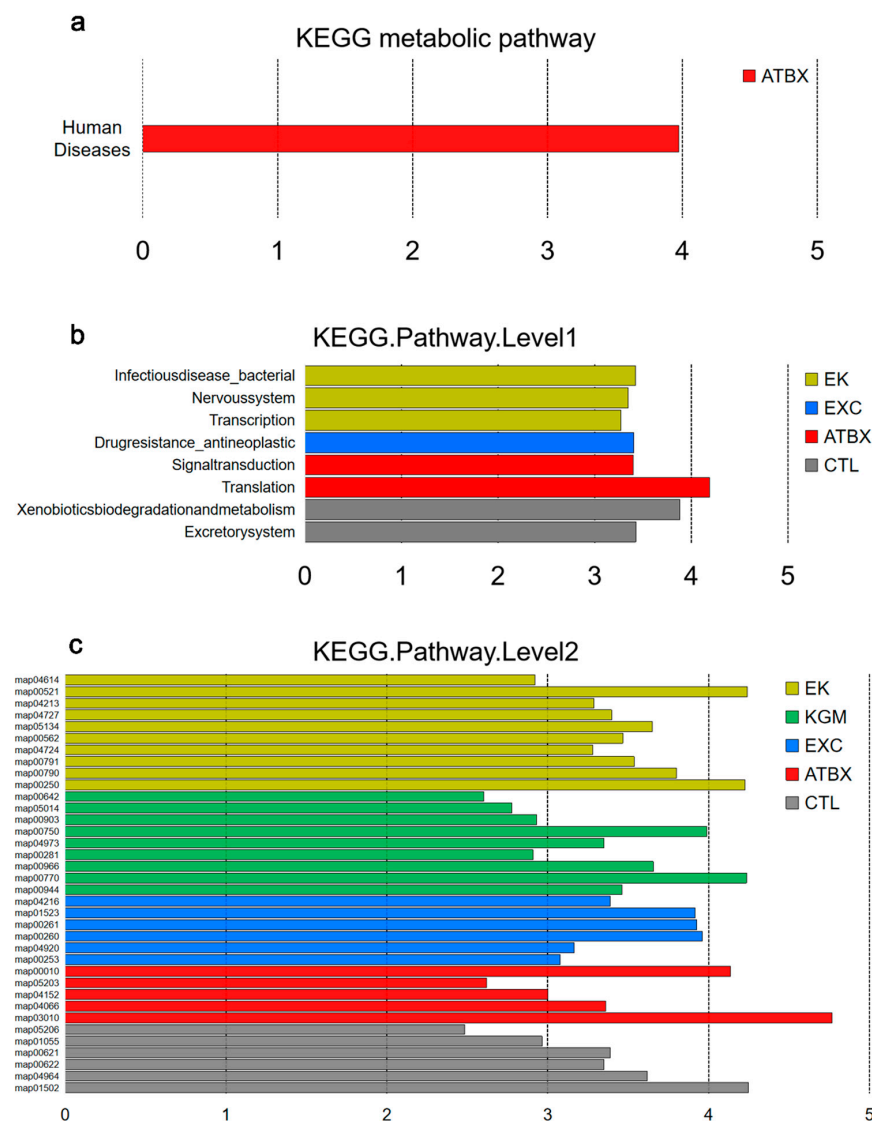 a
KEGG metabolic pathway
ATBX
Human
Diseases
0 1 2 3 4 5
b
KEGG.Pathway.Level1
Infectiousdisease_bacterial
Nervoussystem
Transcription
Drugresistance_antineoplastic
Signaltransduction
Translation
Xenobioticsbiodegradationandmetabolism
Excretorysystem
EK
EXC
ATBX
CTL
0 1 2 3 4 5
c
KEGG.Pathway.Level2
map04614
map00521
map04213
map04727
map05134
map00562
map04724
map00791
map00790
map00250
map00642
map05014
map00903
map00750
map04973
map00281
map00966
map00770
map00944
map04216
map01523
map00261
map00260
map04920
map00253
map00010
map05203
map04152
map04066
map03010
map05206
map01055
map00621
map00622
map04964
map01502
EK
KGM
EXC
ATBX
CTL
0 1 2 3 4 5